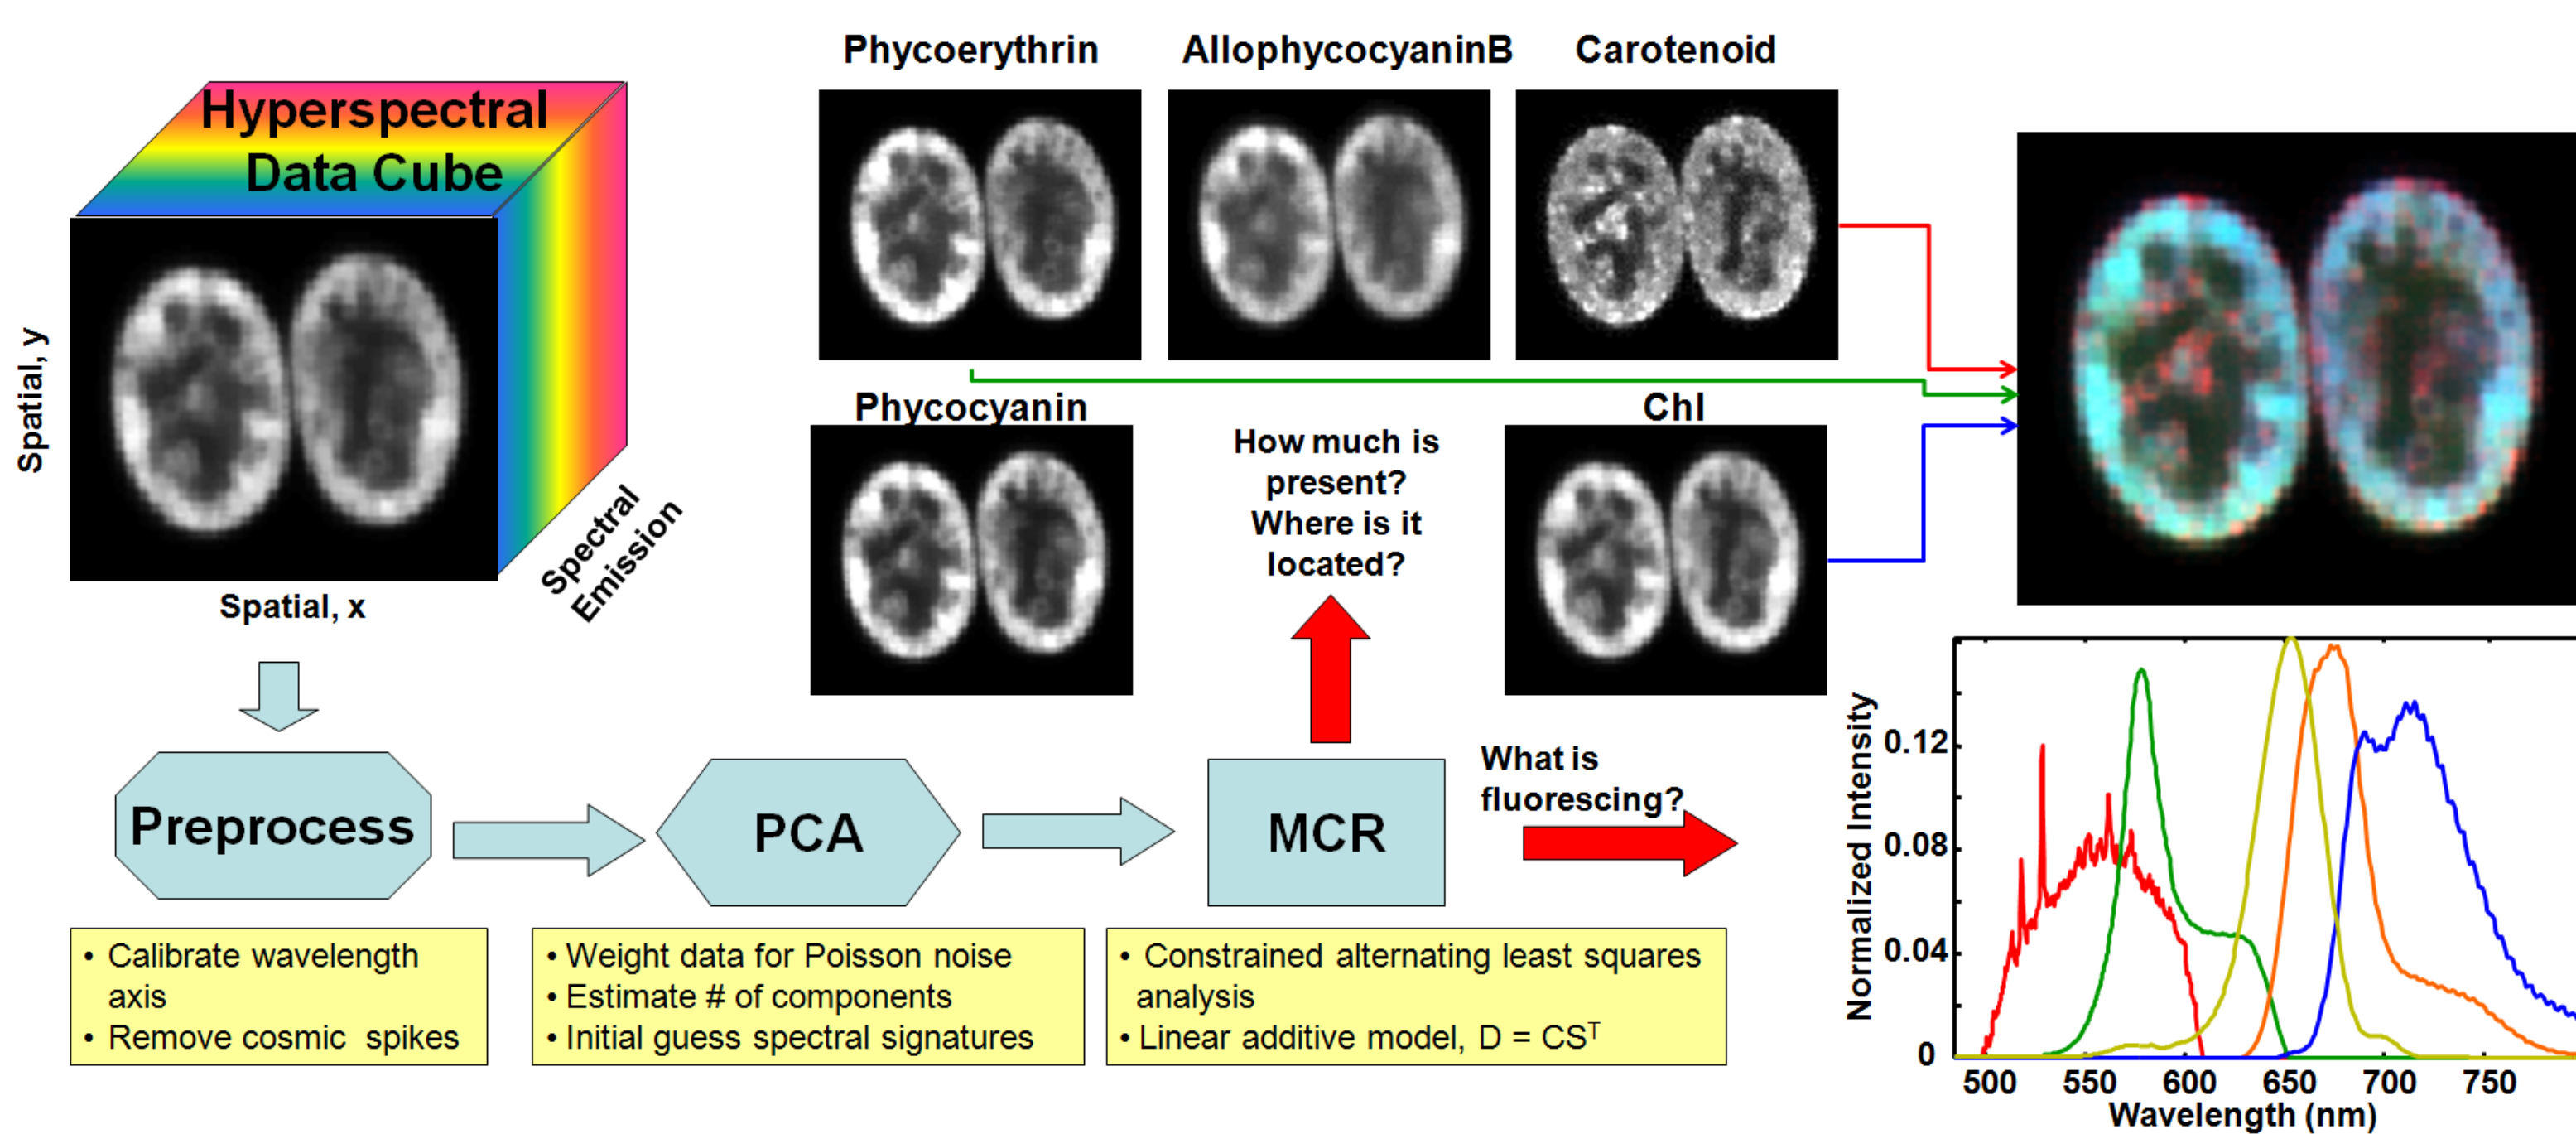 Hyperspectral
Data Cube
Spatial, y
Spatial, x
Spectral
Emission
Phycoerythrin
AllophycocyaninB
Carotenoid
Phycocyanin
Chl
How much is
present?
Where is it
located?
What is
fluorescing?
Preprocess
PCA
MCR
• Calibrate wavelength
axis
• Remove cosmic spikes
• Weight data for Poisson noise
• Estimate # of components
• Initial guess spectral signatures
• Constrained alternating least squares
analysis
• Linear additive model, D = CSᵀ
Normalized Intensity
0.12
0.08
0.04
0
500 550 600 650 700 750
Wavelength (nm)